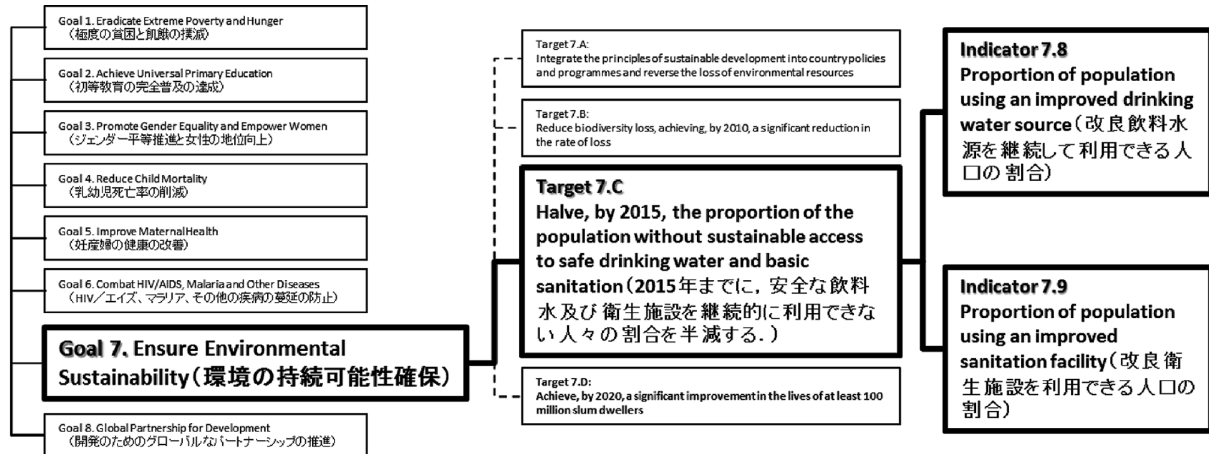 Goal 1. Eradicate Extreme Poverty and Hunger
(極度の貧困と飢餓の撲滅)
Goal 2. Achieve Universal Primary Education
(初等教育の完全普及の達成)
Goal 3. Promote Gender Equality and Empower Women
(ジェンダー平等推進と女性の地位向上)
Goal 4. Reduce Child Mortality
(乳幼児死亡率の削減)
Goal 5. Improve Maternal Health
(妊産婦の健康の改善)
Goal 6. Combat HIV/AIDS, Malaria and Other Diseases
(HIV/エイズ、マラリア、その他の疾病の蔓延の防止)
Goal 7. Ensure Environmental
Sustainability(環境の持続可能性確保)
Goal 8. Global Partnership for Development
(開発のためのグローバルなパートナーシップの推進)
Target 7.A:
Integrate the principles of sustainable development into country policies
and programmes and reverse the loss of environmental resources
Target 7.B:
Reduce biodiversity loss, achieving, by 2010, a significant reduction in
the rate of loss
Target 7.C
Halve, by 2015, the proportion of the
population without sustainable access
to safe drinking water and basic
sanitation(2015年までに, 安全な飲料
水及び衛生施設を継続的に利用できな
い人々の割合を半減する.)
Target 7.D:
Achieve, by 2020, a significant improvement in the lives of at least 100
million slum dwellers
Indicator 7.8
Proportion of population
using an improved drinking
water source(改良飲料水
源を継続して利用できる人
口の割合)
Indicator 7.9
Proportion of population
using an improved
sanitation facility(改良衛
生施設を利用できる人口の
割合)